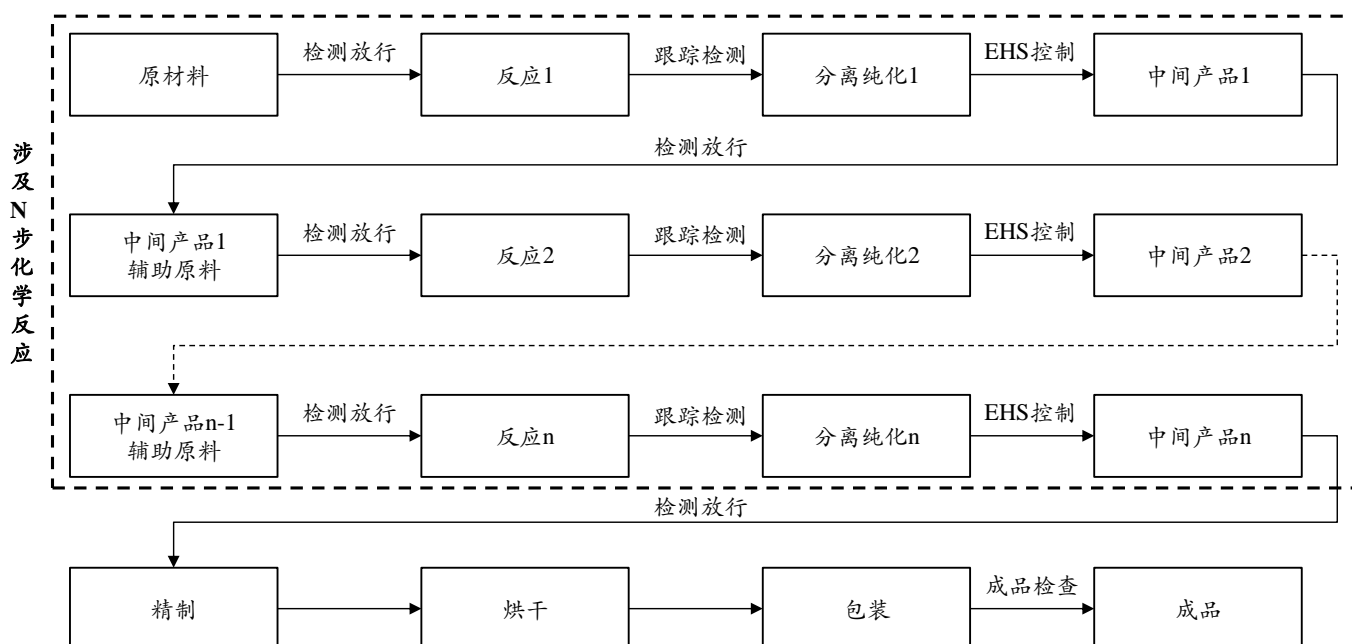 原材料
检测放行
反应1
跟踪检测
分离纯化1
EHS控制
中间产品1
检测放行
涉及N步化学反应
中间产品1
辅助原料
检测放行
反应2
跟踪检测
分离纯化2
EHS控制
中间产品2
中间产品n-1
辅助原料
检测放行
反应n
跟踪检测
分离纯化n
EHS控制
中间产品n
检测放行
精制
烘干
包装
成品检查
成品